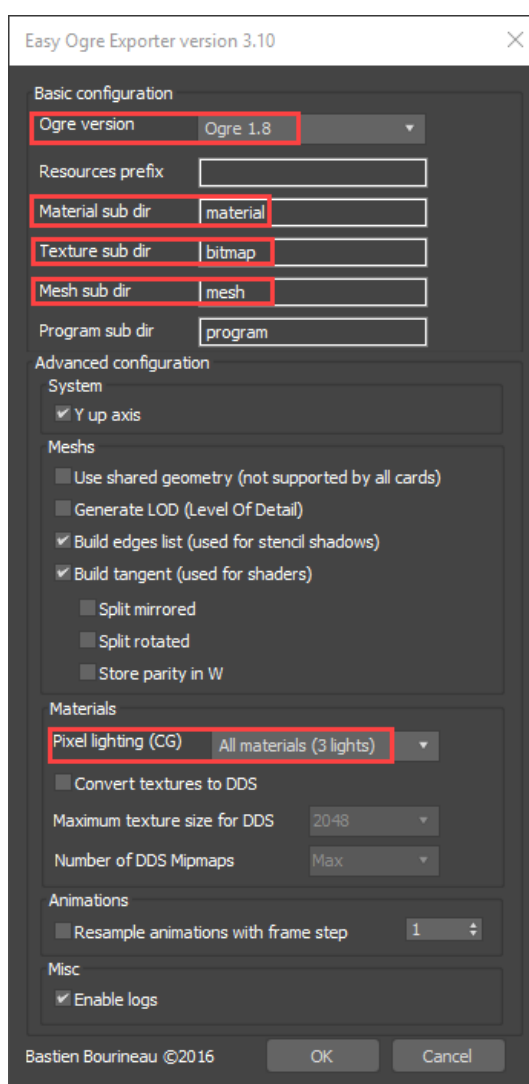 Easy Ogre Exporter version 3.10
Basic configuration
Ogre version Ogre 1.8
Resources prefix
Material sub dir material
Texture sub dir bitmap
Mesh sub dir mesh
Program sub dir program
Advanced configuration
System
Y up axis
Meshs
Use shared geometry (not supported by all cards)
Generate LOD (Level Of Detail)
Build edges list (used for stencil shadows)
Build tangent (used for shaders)
Split mirrored
Split rotated
Store parity in W
Materials
Pixel lighting (CG) All materials (3 lights)
Convert textures to DDS
Maximum texture size for DDS 2048
Number of DDS Mipmaps Max
Animations
Resample animations with frame step 1
Misc
Enable logs
Bastien Bourineau ©2016 OK Cancel